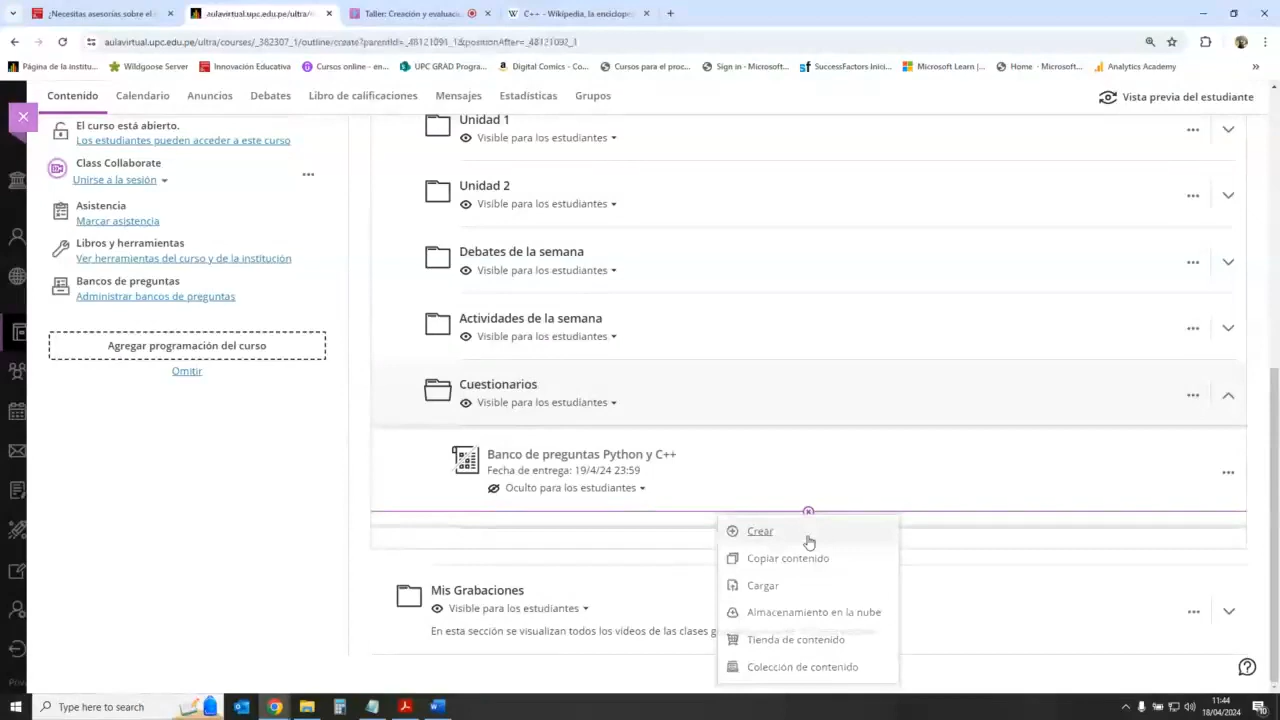 ¿Necesitas asesorías sobre el
aulavirtual.upc.edu.pe/ultra/
Taller: Creación y evaluac
C++ - Wikipedia, la enciclope
aulavirtual.upc.edu.pe/ultra/courses/_382307_1/outline/create?parentId=_48121091_1&positionAfter=_48121092_1
Página de la institu...
Wildgoose Server
Innovación Educativa
Cursos online - en...
UPC GRAD Progra...
Digital Comics - Co...
Cursos para el proc...
Sign in - Microsoft...
SuccessFactors Inici...
Microsoft Learn |...
Home - Microsoft...
Analytics Academy
Contenido
Calendario
Anuncios
Debates
Libro de calificaciones
Mensajes
Estadísticas
Grupos
Vista previa del estudiante
El curso está abierto.
Los estudiantes pueden acceder a este curso
Class Collaborate
Unirse a la sesión
Asistencia
Marcar asistencia
Libros y herramientas
Ver herramientas del curso y de la institución
Bancos de preguntas
Administrar bancos de preguntas
Agregar programación del curso
Omitir
Unidad 1
Visible para los estudiantes
Unidad 2
Visible para los estudiantes
Debates de la semana
Visible para los estudiantes
Actividades de la semana
Visible para los estudiantes
Cuestionarios
Visible para los estudiantes
Banco de preguntas Python y C++
Fecha de entrega: 19/4/24 23:59
Oculto para los estudiantes
Crear
Copiar contenido
Cargar
Almacenamiento en la nube
Tienda de contenido
Colección de contenido
Mis Grabaciones
Visible para los estudiantes
En esta sección se visualizan todos los videos de las clases
Type here to search
11:44
18/04/2024